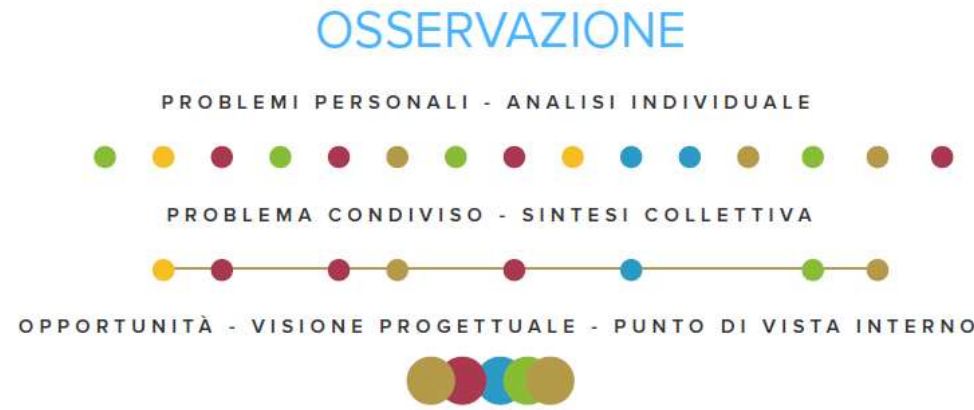 OSSERVAZIONE
PROBLEMI PERSONALI - ANALISI INDIVIDUALE
PROBLEMA CONDIVISO - SINTESI COLLETTIVA
OPPORTUNITÀ - VISIONE PROGETTUALE - PUNTO DI VISTA INTERNO